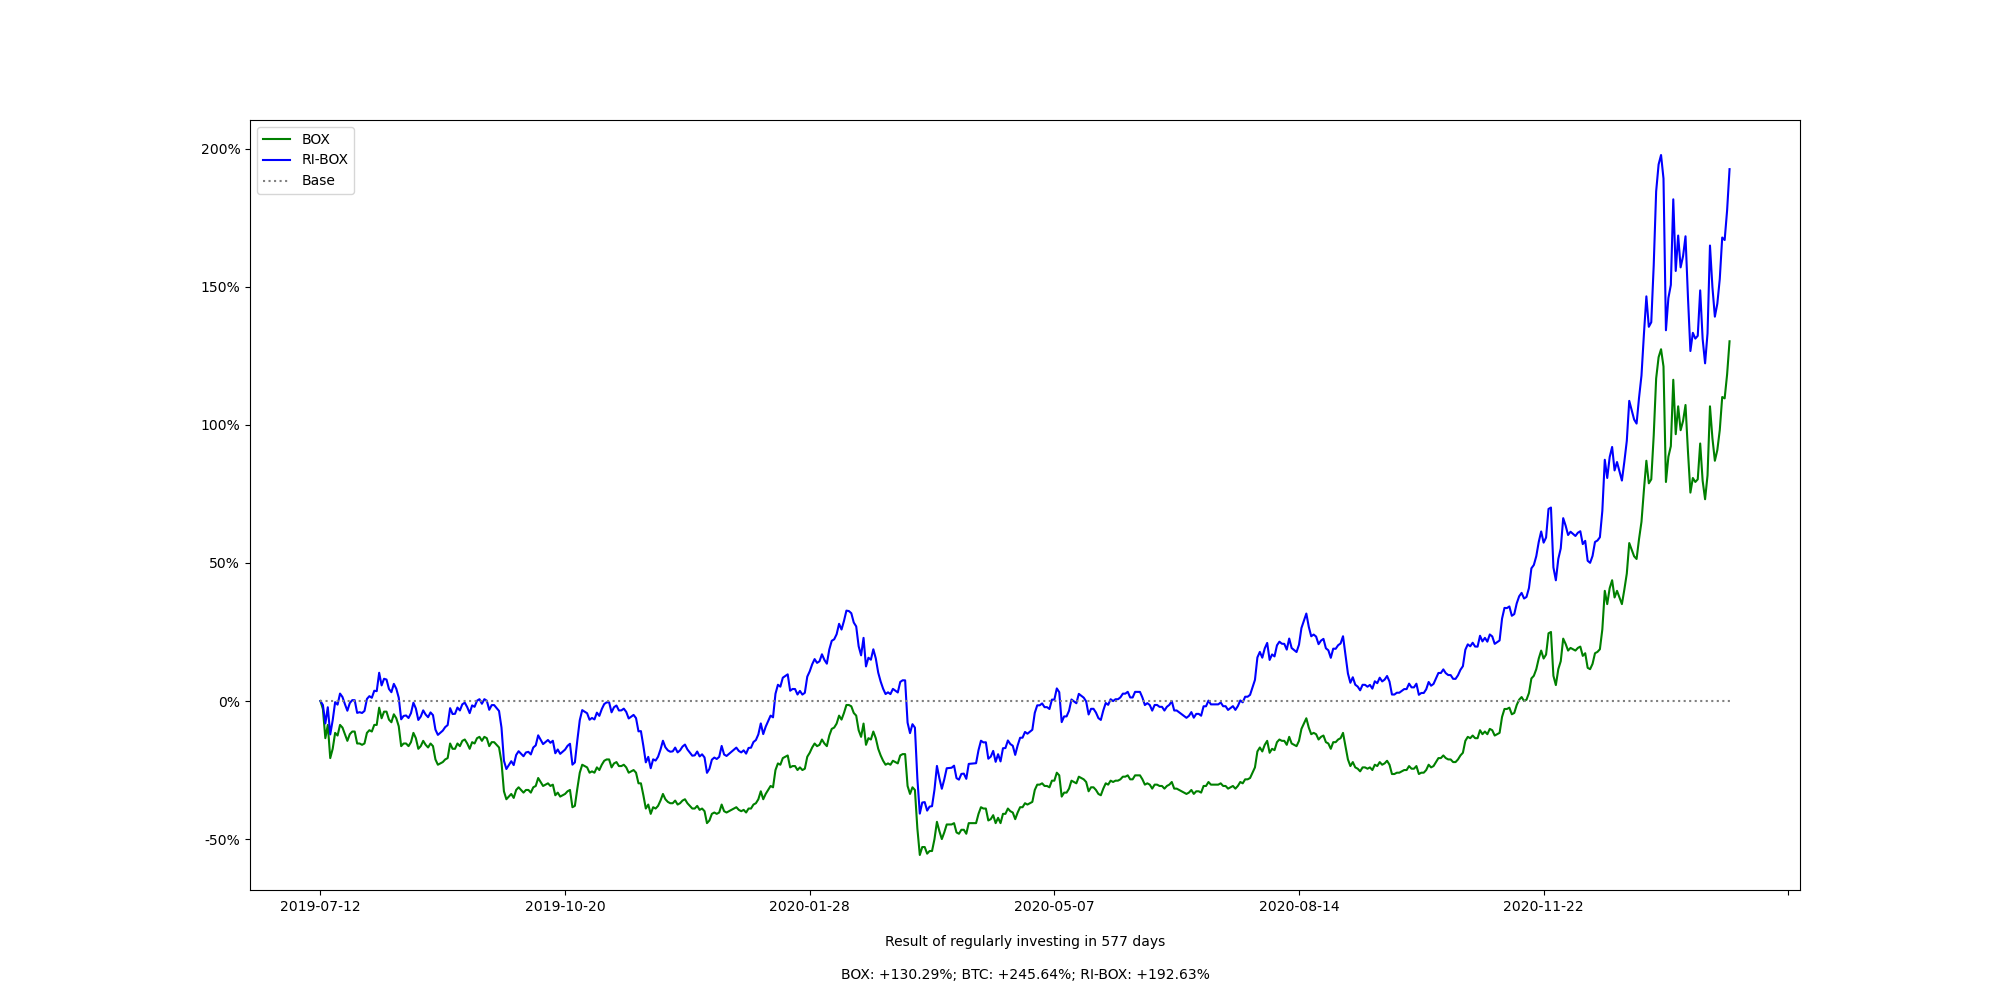 BOX
RI-BOX
Base
200%
150%
100%
50%
0%
-50%
2019-07-12 2019-10-20 2020-01-28 2020-05-07 2020-08-14 2020-11-22
Result of regularly investing in 577 days
BOX: +130.29%; BTC: +245.64%; RI-BOX: +192.63%